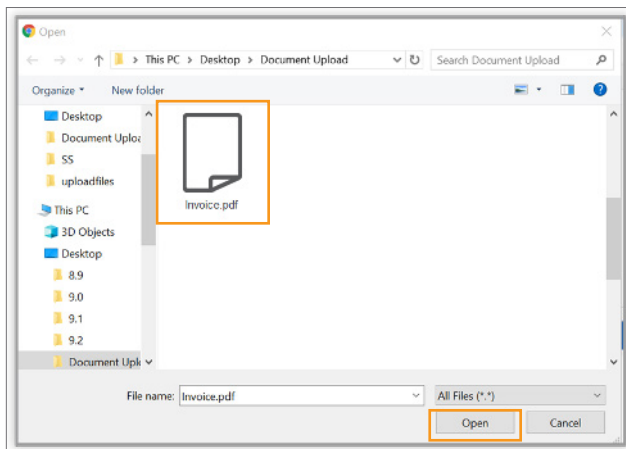 Open
This PC > Desktop > Document Upload
Search Document Upload
Organize
New folder
Desktop
Document Uploa
SS
uploadfiles
This PC
3D Objects
Desktop
8.9
9.0
9.1
9.2
Document Uplo
Invoice.pdf
File name: Invoice.pdf
All Files (*.*)
Open
Cancel